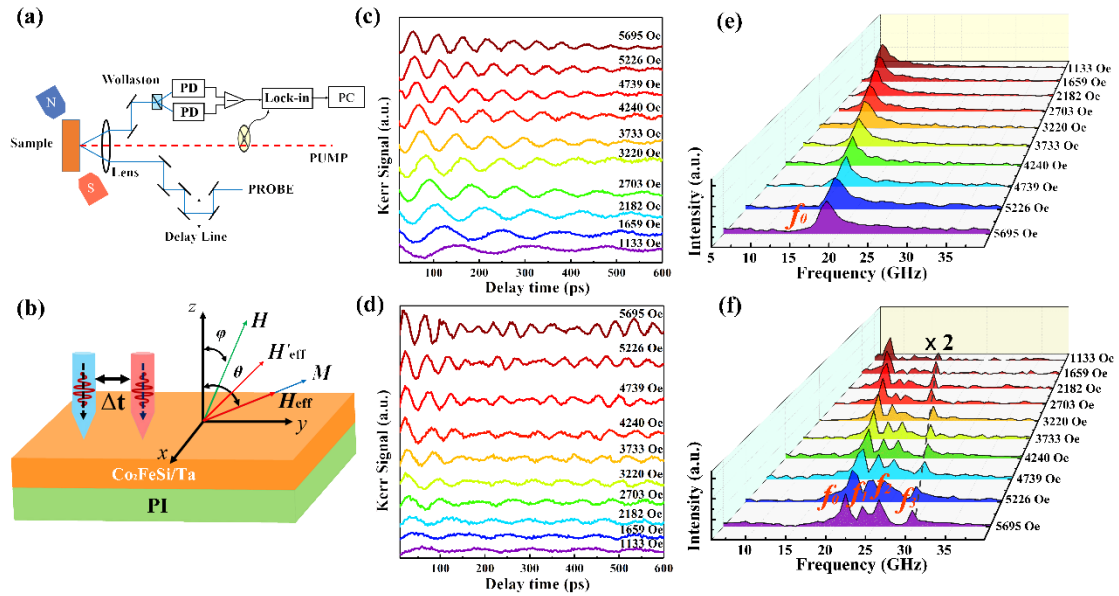 (a)
Wollaston
PD
PD
Lock-in
PC
N
Sample
S
Lens
PUMP
PROBE
Delay Line
(b)
z
H
φ
H'eff
θ
M
Heff
Δt
y
x
Co₂FeSi/Ta
PI
(c)
Kerr Signal (a.u.)
5695 Oe
5226 Oe
4739 Oe
4240 Oe
3733 Oe
3220 Oe
2703 Oe
2182 Oe
1659 Oe
1133 Oe
100 200 300 400 500 600
Delay time (ps)
(d)
Kerr Signal (a.u.)
5695 Oe
5226 Oe
4739 Oe
4240 Oe
3733 Oe
3220 Oe
2703 Oe
2182 Oe
1659 Oe
1133 Oe
100 200 300 400 500 600
Delay time (ps)
(e)
1133 Oe
1659 Oe
2182 Oe
2703 Oe
3220 Oe
3733 Oe
4240 Oe
4739 Oe
5226 Oe
5695 Oe
f₀
Intensity (a.u.)
5 10 15 20 25 30 35
Frequency (GHz)
(f)
x 2
1133 Oe
1659 Oe
2182 Oe
2703 Oe
3220 Oe
3733 Oe
4240 Oe
4739 Oe
5226 Oe
5695 Oe
f₀ f₁ f₂ f₃
Intensity (a.u.)
10 15 20 25 30 35
Frequency (GHz)